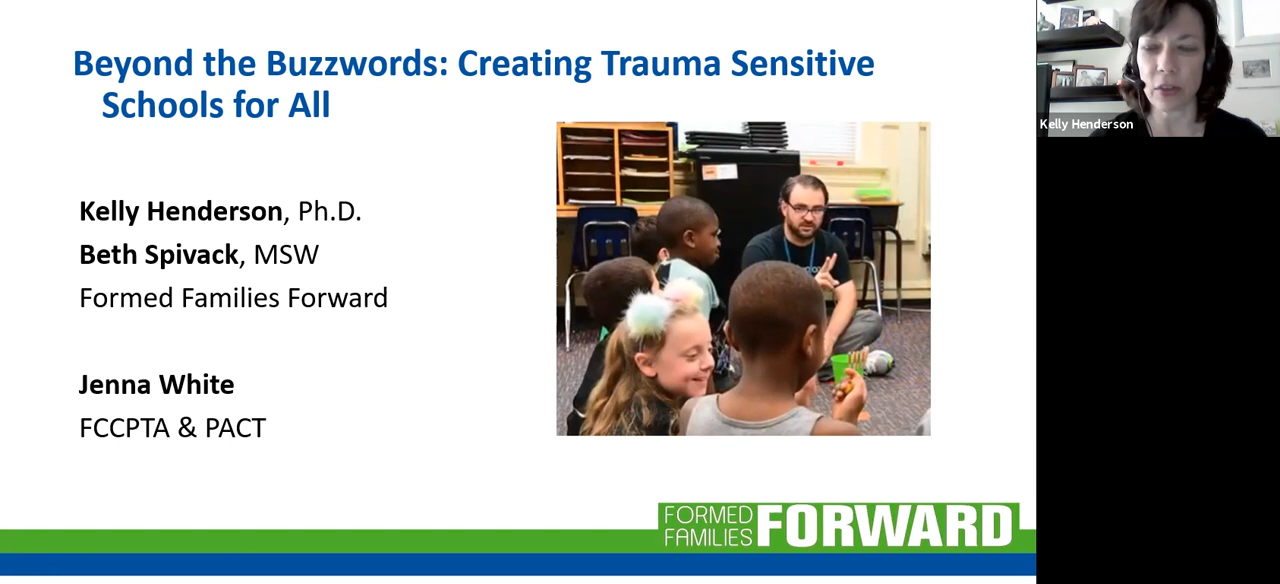 Beyond the Buzzwords: Creating Trauma Sensitive
Schools for All
Kelly Henderson, Ph.D.
Beth Spivack, MSW
Formed Families Forward
Jenna White
FCCPTA & PACT
FORMED
FAMILIES
FORWARD
Kelly Henderson